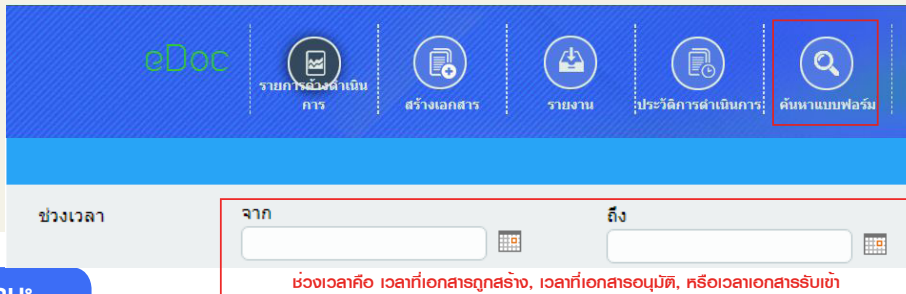 eDoc
รายการค้างดำเนิน
การ
สร้างเอกสาร
รายงาน
ประวัติการดำเนินการ
ค้นหาแบบฟอร์ม
ช่วงเวลา
จาก
ถึง
ช่วงเวลาคือ เวลาที่เอกสารถูกสร้าง, เวลาที่เอกสารอนุมัติ, หรือเวลาเอกสารรับเข้า